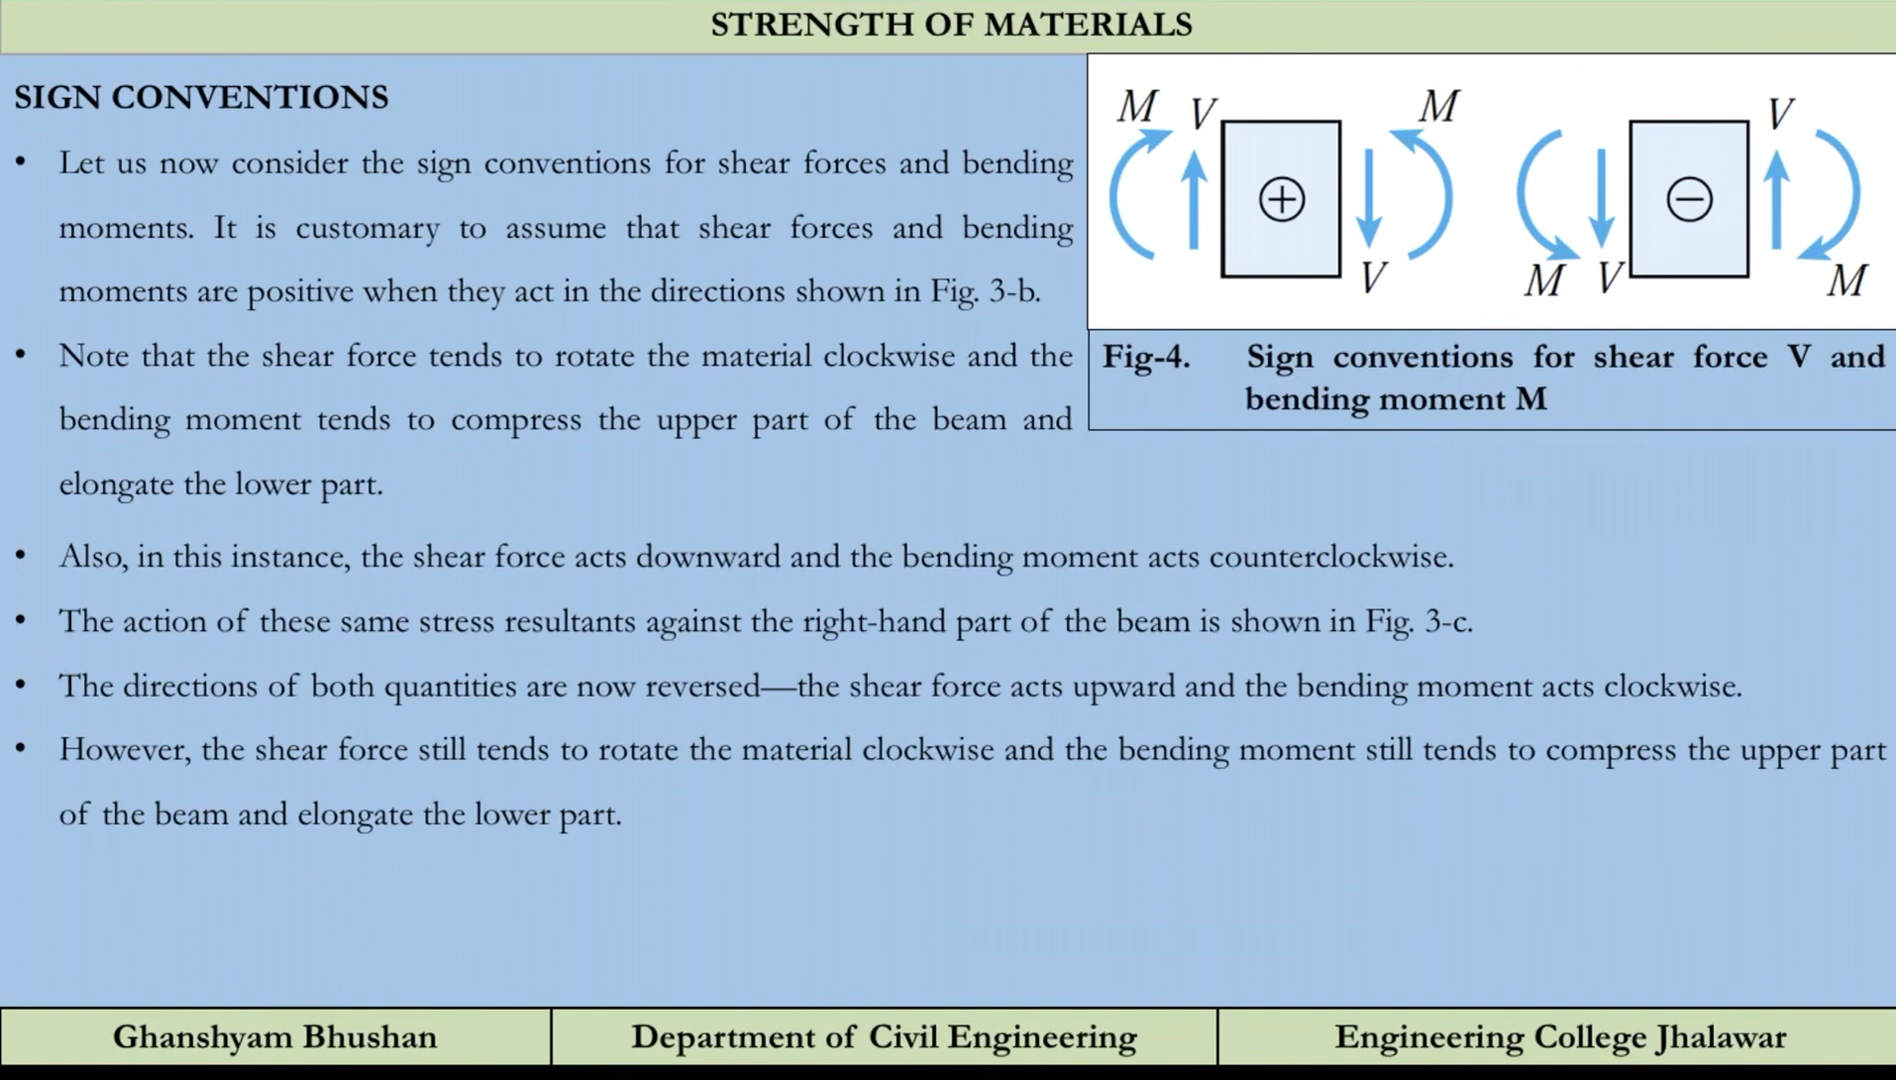 STRENGTH OF MATERIALS
SIGN CONVENTIONS
• Let us now consider the sign conventions for shear forces and bending
moments. It is customary to assume that shear forces and bending
moments are positive when they act in the directions shown in Fig. 3-b.
• Note that the shear force tends to rotate the material clockwise and the
bending moment tends to compress the upper part of the beam and
elongate the lower part.
M V M V
V M V M
Fig-4. Sign conventions for shear force V and
bending moment M
• Also, in this instance, the shear force acts downward and the bending moment acts counterclockwise.
• The action of these same stress resultants against the right-hand part of the beam is shown in Fig. 3-c.
• The directions of both quantities are now reversed—the shear force acts upward and the bending moment acts clockwise.
• However, the shear force still tends to rotate the material clockwise and the bending moment still tends to compress the upper part
of the beam and elongate the lower part.
Ghanshyam Bhushan
Department of Civil Engineering
Engineering College Jhalawar